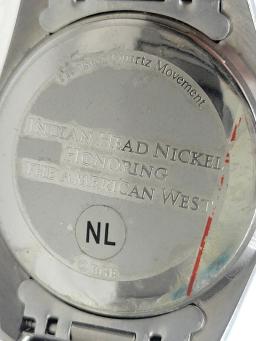 Quartz Movement
INDIAN HEAD NICKEL
HONORING
THE AMERICAN WEST
NL